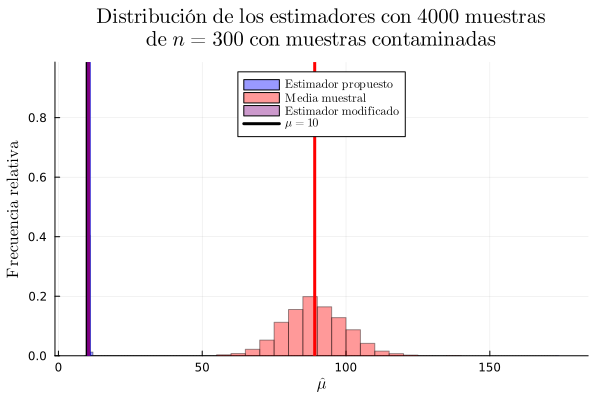 Distribución de los estimadores con 4000 muestras
de n = 300 con muestras contaminadas
Estimador propuesto
Media muestral
Estimador modificado
μ = 10
Frecuencia relativa
0.8
0.6
0.4
0.2
0.0
0 50 100 150
μ̂